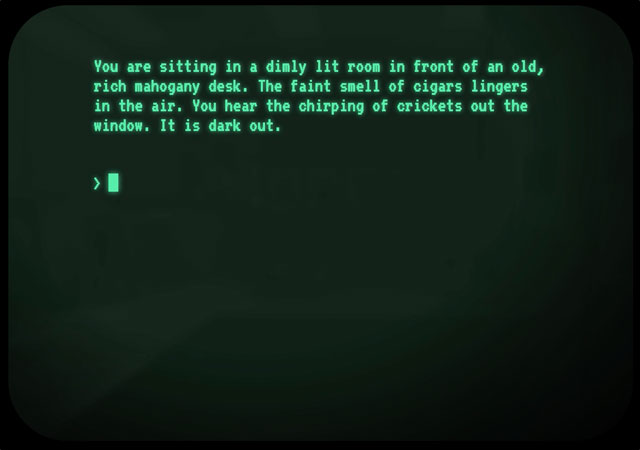 You are sitting in a dimly lit room in front of an old,
rich mahogany desk. The faint smell of cigars lingers
in the air. You hear the chirping of crickets out the
window. It is dark out.
>